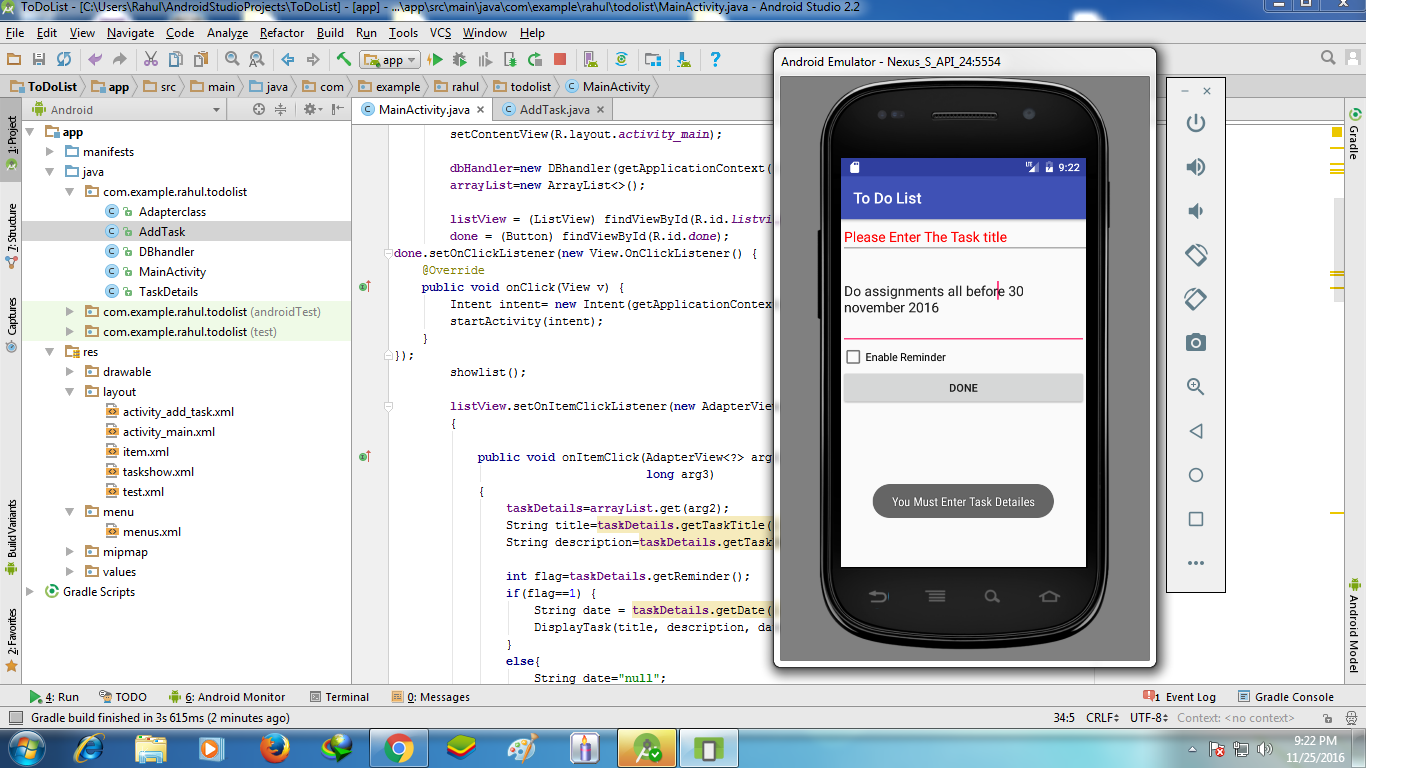 ToDoList - [C:\Users\Rahul\AndroidStudioProjects\ToDoList] - [app] - ...\app\src\main\java\com\example\rahul\todolist\MainActivity.java - Android Studio 2.2
File Edit View Navigate Code Analyze Refactor Build Run Tools VCS Window Help
app
ToDoList app src main java com example rahul todolist MainActivity
Android
MainActivity.java AddTask.java
1: Project
7: Structure
Captures
Build Variants
2: Favorites
app
manifests
java
com.example.rahul.todolist
Adapterclass
AddTask
DBhandler
MainActivity
TaskDetails
com.example.rahul.todolist (androidTest)
com.example.rahul.todolist (test)
res
drawable
layout
activity_add_task.xml
activity_main.xml
item.xml
taskshow.xml
test.xml
menu
menus.xml
mipmap
values
Gradle Scripts
setContentView(R.layout.activity_main);
dbHandler=new DBhandler(getApplicationContext(
arrayList=new ArrayList<>();
listView = (ListView) findViewById(R.id.listvi
done = (Button) findViewById(R.id.done);
done.setOnClickListener(new View.OnClickListener() {
@Override
public void onClick(View v) {
Intent intent= new Intent(getApplicationContex
startActivity(intent);
}
});
showlist();
listView.setOnItemClickListener(new AdapterView
{
public void onItemClick(AdapterView<?> arg
long arg3)
{
taskDetails=arrayList.get(arg2);
String title=taskDetails.getTaskTitle(
String description=taskDetails.getTask
int flag=taskDetails.getReminder();
if(flag==1) {
String date = taskDetails.getDate(
DisplayTask(title, description, da
}
else{
String date="null";
Android Emulator - Nexus_S_API_24:5554
LTE 9:22
To Do List
Please Enter The Task title
Do assignments all before 30
november 2016
Enable Reminder
DONE
You Must Enter Task Detailes
Gradle
Android Model
4: Run TODO 6: Android Monitor Terminal 0: Messages 1 Event Log Gradle Console
Gradle build finished in 3s 615ms (2 minutes ago) 34:5 CRLF UTF-8 Context: <no context>
9:22 PM
11/25/2016